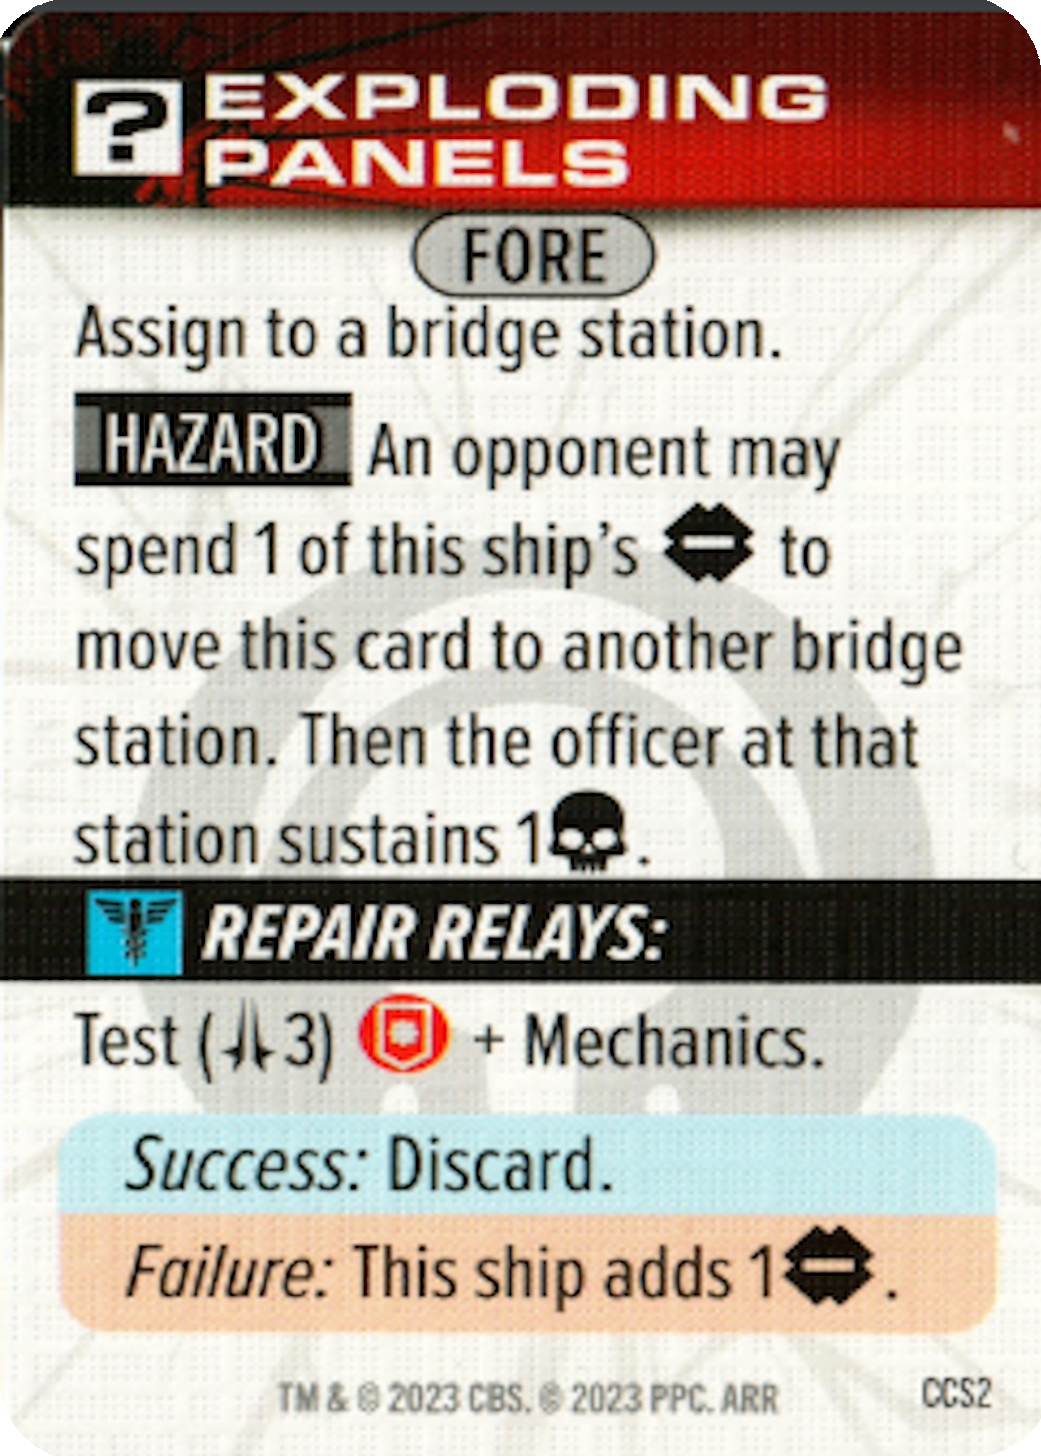 ?
EXPLODING
PANELS
FORE
Assign to a bridge station.
HAZARD An opponent may
spend 1 of this ship's to
move this card to another bridge
station. Then the officer at that
station sustains 1.
REPAIR RELAYS:
Test (3) + Mechanics.
Success: Discard.
Failure: This ship adds 1.
TM & © 2023 CBS. © 2023 PPC. ARR
CCS2